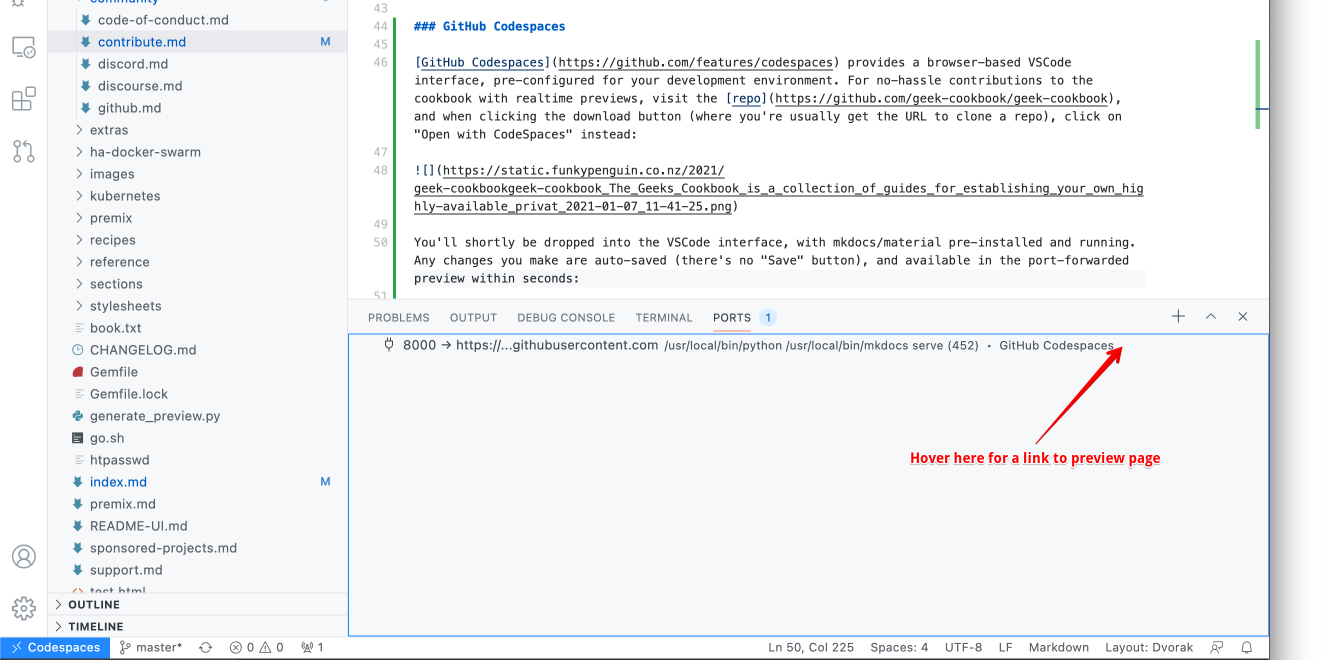 community
code-of-conduct.md
contribute.md M
discord.md
discourse.md
github.md
extras
ha-docker-swarm
images
kubernetes
premix
recipes
reference
sections
stylesheets
book.txt
CHANGELOG.md
Gemfile
Gemfile.lock
generate_preview.py
go.sh
htpasswd
index.md M
premix.md
README-UI.md
sponsored-projects.md
support.md
test.html
OUTLINE
TIMELINE
43
44 ### GitHub Codespaces
45
46 [GitHub Codespaces](https://github.com/features/codespaces) provides a browser-based VSCode
interface, pre-configured for your development environment. For no-hassle contributions to the
cookbook with realtime previews, visit the [repo](https://github.com/geek-cookbook/geek-cookbook),
and when clicking the download button (where you're usually get the URL to clone a repo), click on
"Open with CodeSpaces" instead:
47
48 ![](https://static.funkypenguin.co.nz/2021/
geek-cookbookgeek-cookbook_The_Geeks_Cookbook_is_a_collection_of_guides_for_establishing_your_own_hig
hly-available_privat_2021-01-07_11-41-25.png)
49
50 You'll shortly be dropped into the VSCode interface, with mkdocs/material pre-installed and running.
Any changes you make are auto-saved (there's no "Save" button), and available in the port-forwarded
preview within seconds:
51
PROBLEMS OUTPUT DEBUG CONSOLE TERMINAL PORTS 1
8000 → https://...githubusercontent.com /usr/local/bin/python /usr/local/bin/mkdocs serve (452) • GitHub Codespaces
Hover here for a link to preview page
Codespaces master* 0 0 1 Ln 50, Col 225 Spaces: 4 UTF-8 LF Markdown Layout: Dvorak